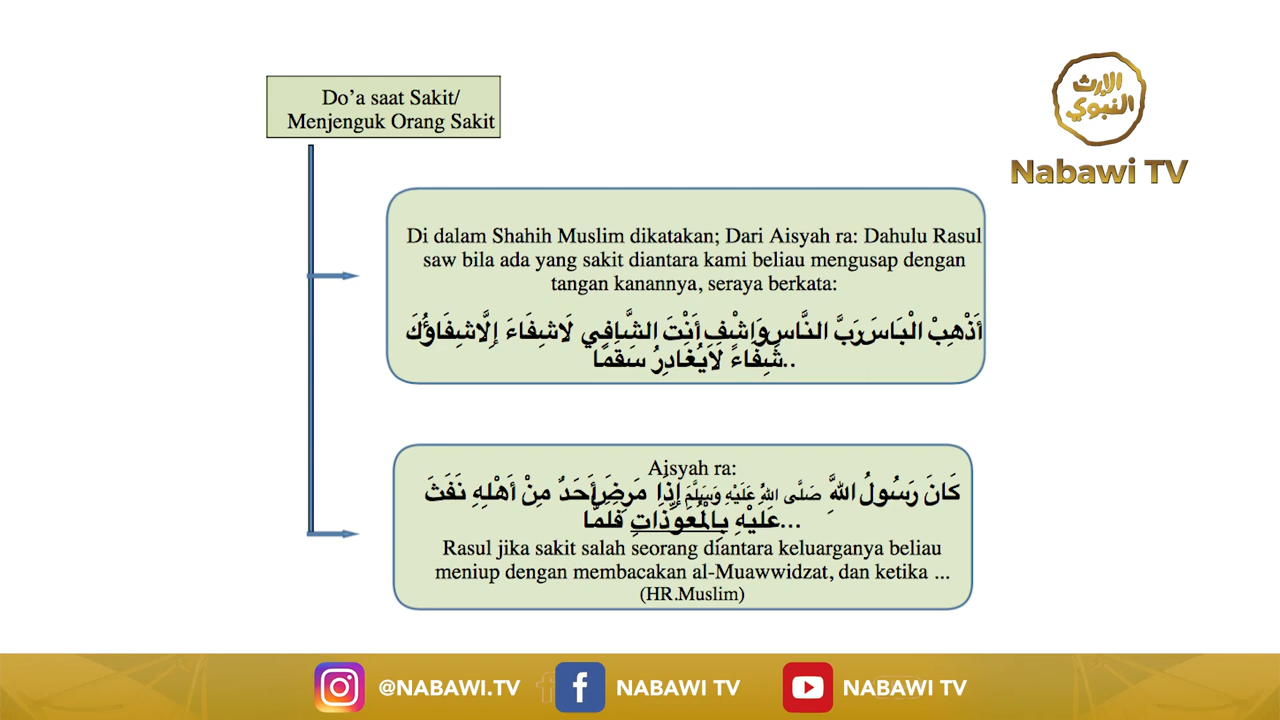 Do’a saat Sakit/
Menjenguk Orang Sakit
الإرث
النبوي
Nabawi TV
Di dalam Shahih Muslim dikatakan; Dari Aisyah ra: Dahulu Rasul
saw bila ada yang sakit diantara kami beliau mengusap dengan
tangan kanannya, seraya berkata:
أَذْهِبْ الْبَاسَ رَبَّ النَّاسِ وَاشْفِ أَنْتَ الشَّافِي لَا شِفَاءَ إِلَّا شِفَاؤُكَ
شِفَاءً لَا يُغَادِرُ سَقَمًا..
Aisyah ra:
كَانَ رَسُولُ اللَّهِ صَلَّى اللهُ عَلَيْهِ وَسَلَّمَ إِذَا مَرِضَ أَحَدٌ مِنْ أَهْلِهِ نَفَثَ
عَلَيْهِ بِالْمُعَوِّذَاتِ فَلَمَّا...
Rasul jika sakit salah seorang diantara keluarganya beliau
meniup dengan membacakan al-Muawwidzat, dan ketika ...
(HR.Muslim)
@NABAWI.TV NABAWI TV NABAWI TV